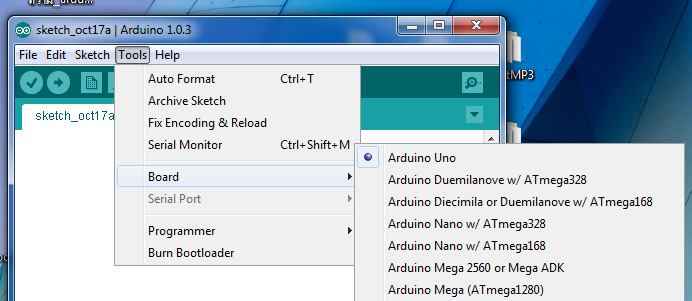 sketch_oct17a | Arduino 1.0.3
File Edit Sketch Tools Help
sketch_oct17a
Auto Format Ctrl+T
Archive Sketch
Fix Encoding & Reload
Serial Monitor Ctrl+Shift+M
Board
Serial Port
Programmer
Burn Bootloader
Arduino Uno
Arduino Duemilanove w/ ATmega328
Arduino Diecimila or Duemilanove w/ ATmega168
Arduino Nano w/ ATmega328
Arduino Nano w/ ATmega168
Arduino Mega 2560 or Mega ADK
Arduino Mega (ATmega1280)
tMP3